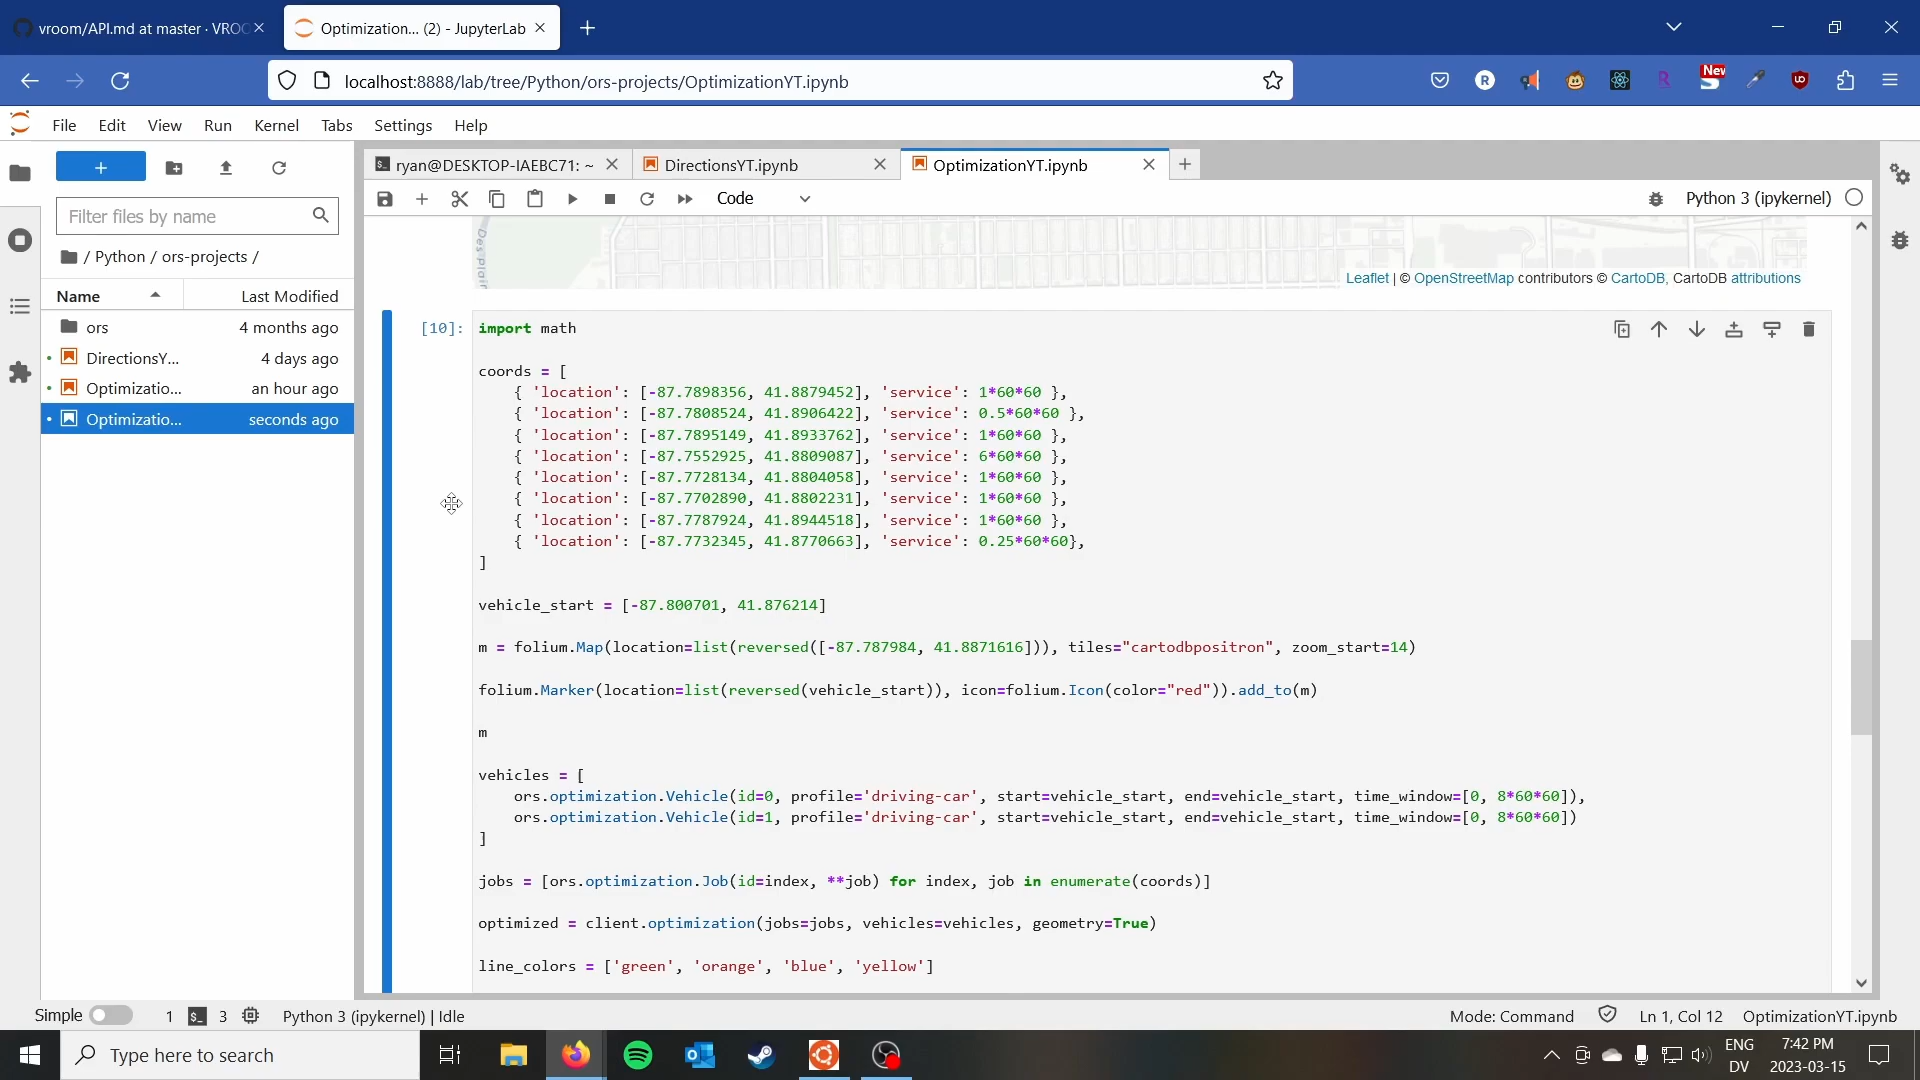 vroom/API.md at master · VROO
Optimization... (2) - JupyterLab
localhost:8888/lab/tree/Python/ors-projects/OptimizationYT.ipynb
New
File Edit View Run Kernel Tabs Settings Help
ryan@DESKTOP-IAEBC71: ~
DirectionsYT.ipynb
OptimizationYT.ipynb
Code
Python 3 (ipykernel)
Filter files by name
/ Python / ors-projects /
Name Last Modified
ors 4 months ago
DirectionsY... 4 days ago
Optimizatio... an hour ago
Optimizatio... seconds ago
Des plai
Leaflet | © OpenStreetMap contributors © CartoDB, CartoDB attributions
[10]: import math
coords = [
{ 'location': [-87.7898356, 41.8879452], 'service': 1*60*60 },
{ 'location': [-87.7808524, 41.8906422], 'service': 0.5*60*60 },
{ 'location': [-87.7895149, 41.8933762], 'service': 1*60*60 },
{ 'location': [-87.7552925, 41.8809087], 'service': 6*60*60 },
{ 'location': [-87.7728134, 41.8804058], 'service': 1*60*60 },
{ 'location': [-87.7702890, 41.8802231], 'service': 1*60*60 },
{ 'location': [-87.7787924, 41.8944518], 'service': 1*60*60 },
{ 'location': [-87.7732345, 41.8770663], 'service': 0.25*60*60},
]
vehicle_start = [-87.800701, 41.876214]
m = folium.Map(location=list(reversed([-87.787984, 41.8871616])), tiles="cartodbpositron", zoom_start=14)
folium.Marker(location=list(reversed(vehicle_start)), icon=folium.Icon(color="red")).add_to(m)
m
vehicles = [
ors.optimization.Vehicle(id=0, profile='driving-car', start=vehicle_start, end=vehicle_start, time_window=[0, 8*60*60]),
ors.optimization.Vehicle(id=1, profile='driving-car', start=vehicle_start, end=vehicle_start, time_window=[0, 8*60*60])
]
jobs = [ors.optimization.Job(id=index, **job) for index, job in enumerate(coords)]
optimized = client.optimization(jobs=jobs, vehicles=vehicles, geometry=True)
line_colors = ['green', 'orange', 'blue', 'yellow']
Simple 1 3 Python 3 (ipykernel) | Idle
Mode: Command Ln 1, Col 12 OptimizationYT.ipynb
Type here to search
ENG
DV
7:42 PM
2023-03-15